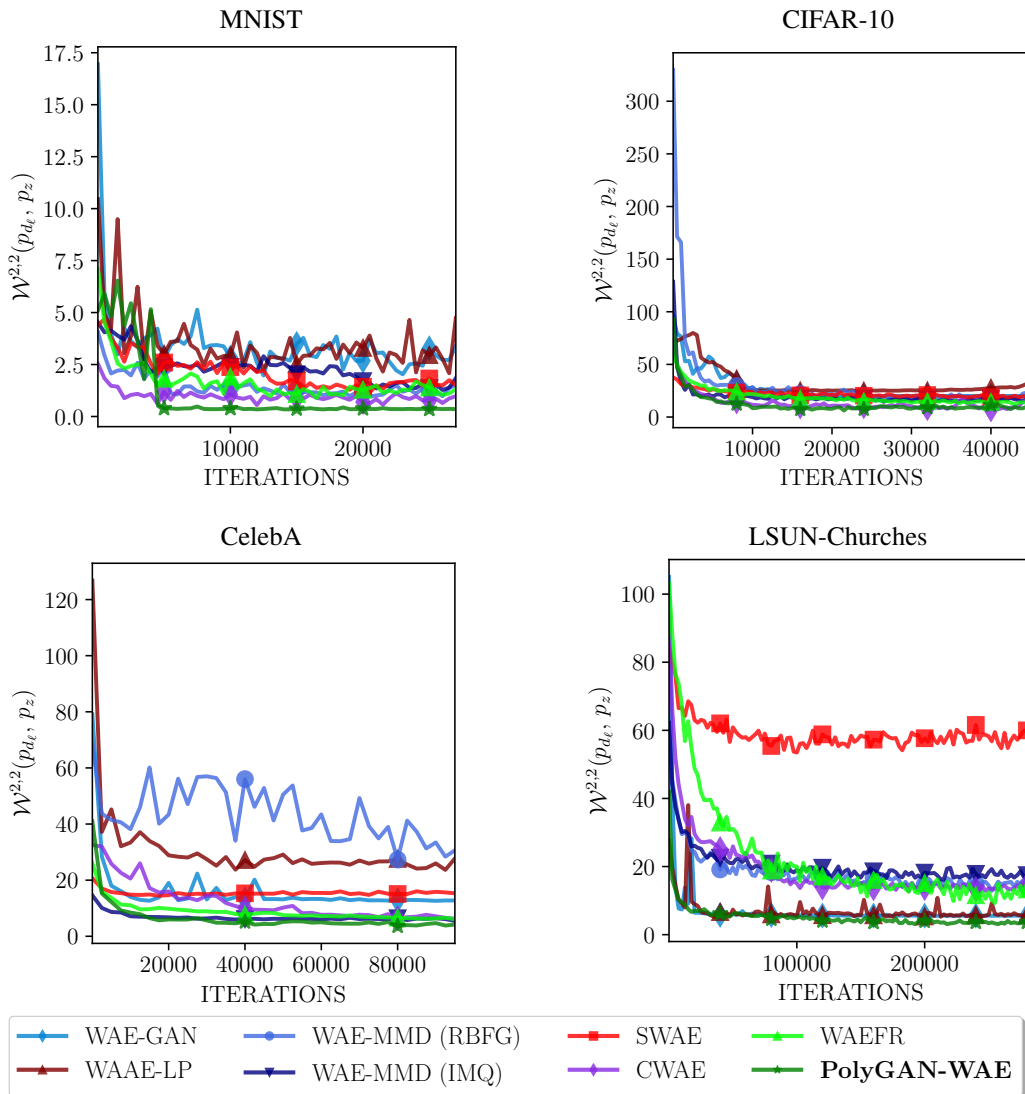 MNIST
CIFAR-10
17.5
15.0
12.5
10.0
7.5
5.0
2.5
0.0
𝒲²,²(p_{d_ℓ}, p_z)
10000 20000
ITERATIONS
300
250
200
150
100
50
0
𝒲²,²(p_{d_ℓ}, p_z)
10000 20000 30000 40000
ITERATIONS
CelebA
LSUN-Churches
120
100
80
60
40
20
0
𝒲²,²(p_{d_ℓ}, p_z)
20000 40000 60000 80000
ITERATIONS
100
80
60
40
20
0
𝒲²,²(p_{d_ℓ}, p_z)
100000 200000
ITERATIONS
WAE-GAN WAE-MMD (RBFG) SWAE WAEFR
WAAE-LP WAE-MMD (IMQ) CWAE PolyGAN-WAE